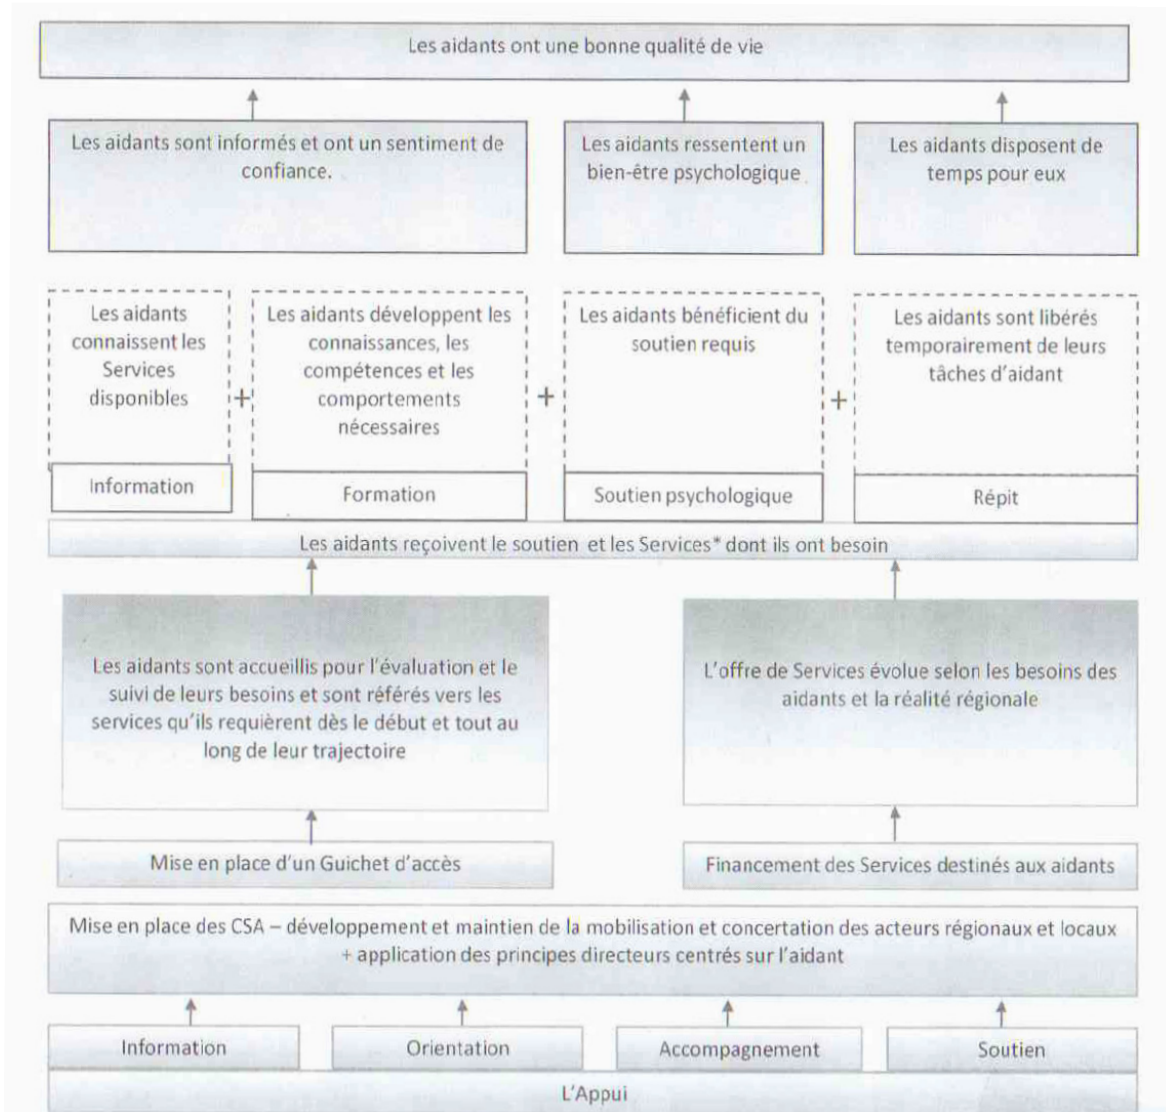 Les aidants ont une bonne qualité de vie
Les aidants sont informés et ont un sentiment de
confiance.
Les aidants ressentent un
bien-être psychologique
Les aidants disposent de
temps pour eux
Les aidants
connaissent les
Services
disponibles
+
Les aidants développent les
connaissances, les
compétences et les
comportements
nécessaires
+
Les aidants bénéficient du
soutien requis
+
Les aidants sont libérés
temporairement de leurs
tâches d'aidant
Information
Formation
Soutien psychologique
Répit
Les aidants reçoivent le soutien et les Services* dont ils ont besoin
Les aidants sont accueillis pour l'évaluation et le
suivi de leurs besoins et sont référés vers les
services qu'ils requièrent dès le début et tout au
long de leur trajectoire
L'offre de Services évolue selon les besoins des
aidants et la réalité régionale
Mise en place d'un Guichet d'accès
Financement des Services destinés aux aidants
Mise en place des CSA – développement et maintien de la mobilisation et concertation des acteurs régionaux et locaux
+ application des principes directeurs centrés sur l'aidant
Information
Orientation
Accompagnement
Soutien
L'Appui